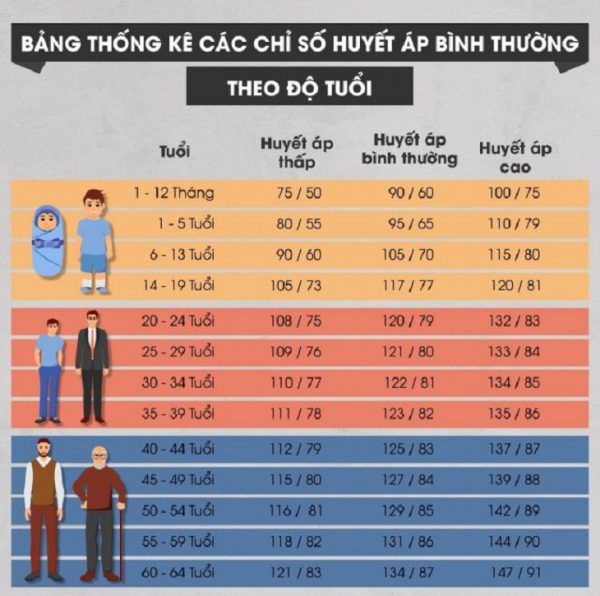 BẢNG THỐNG KÊ CÁC CHỈ SỐ HUYẾT ÁP BÌNH THƯỜNG
THEO ĐỘ TUỔI
Tuổi Huyết áp thấp Huyết áp bình thường Huyết áp cao
1 - 12 Tháng 75 / 50 90 / 60 100 / 75
1 - 5 Tuổi 80 / 55 95 / 65 110 / 79
6 - 13 Tuổi 90 / 60 105 / 70 115 / 80
14 - 19 Tuổi 105 / 73 117 / 77 120 / 81
20 - 24 Tuổi 108 / 75 120 / 79 132 / 83
25 - 29 Tuổi 109 / 76 121 / 80 133 / 84
30 - 34 Tuổi 110 / 77 122 / 81 134 / 85
35 - 39 Tuổi 111 / 78 123 / 82 135 / 86
40 - 44 Tuổi 112 / 79 125 / 83 137 / 87
45 - 49 Tuổi 115 / 80 127 / 84 139 / 88
50 - 54 Tuổi 116 / 81 129 / 85 142 / 89
55 - 59 Tuổi 118 / 82 131 / 86 144 / 90
60 - 64 Tuổi 121 / 83 134 / 87 147 / 91